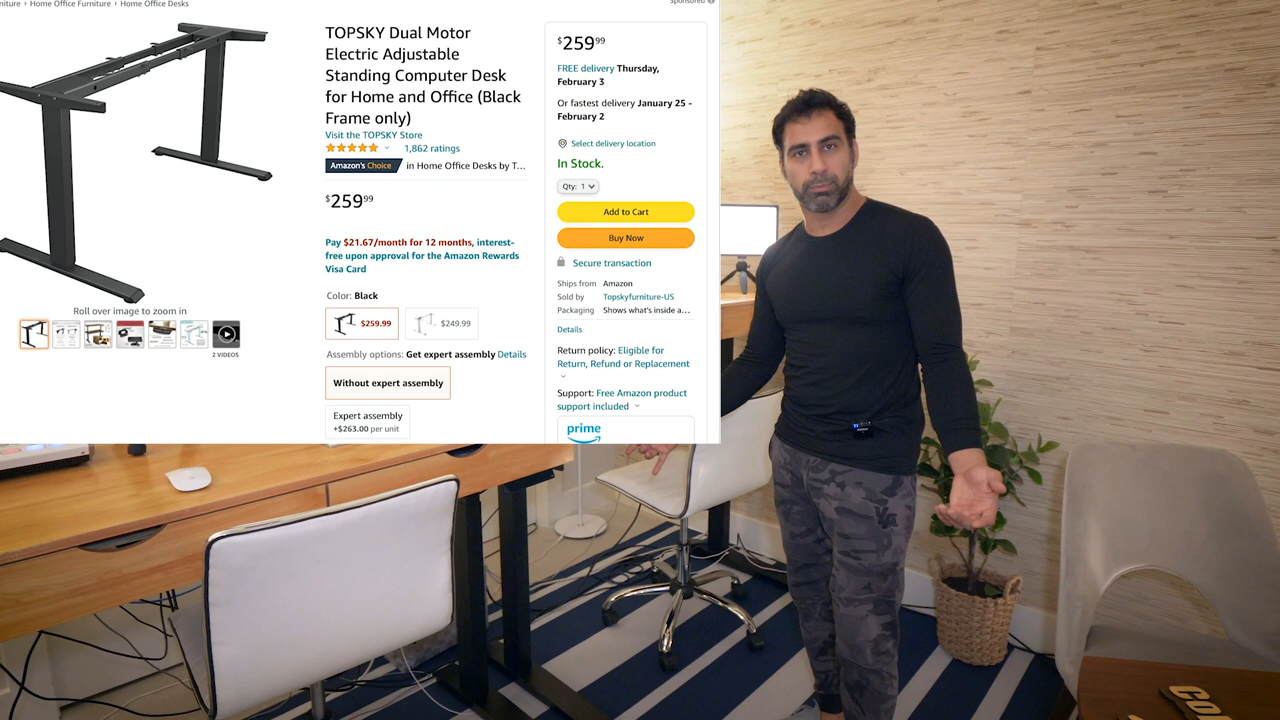 niture › Home Office Furniture › Home Office Desks
Sponsored
TOPSKY Dual Motor
Electric Adjustable
Standing Computer Desk
for Home and Office (Black
Frame only)
Visit the TOPSKY Store
1,862 ratings
Amazon's Choice in Home Office Desks by T...
$259.99
Pay $21.67/month for 12 months, interest-
free upon approval for the Amazon Rewards
Visa Card
Color: Black
$259.99
$249.99
Assembly options: Get expert assembly Details
Without expert assembly
Expert assembly
+$263.00 per unit
Roll over image to zoom in
2 VIDEOS
$259.99
FREE delivery Thursday,
February 3
Or fastest delivery January 25 -
February 2
Select delivery location
In Stock.
Qty: 1
Add to Cart
Buy Now
Secure transaction
Ships from Amazon
Sold by Topskyfurniture-US
Packaging Shows what's inside a...
Details
Return policy: Eligible for
Return, Refund or Replacement
Support: Free Amazon product
support included
prime